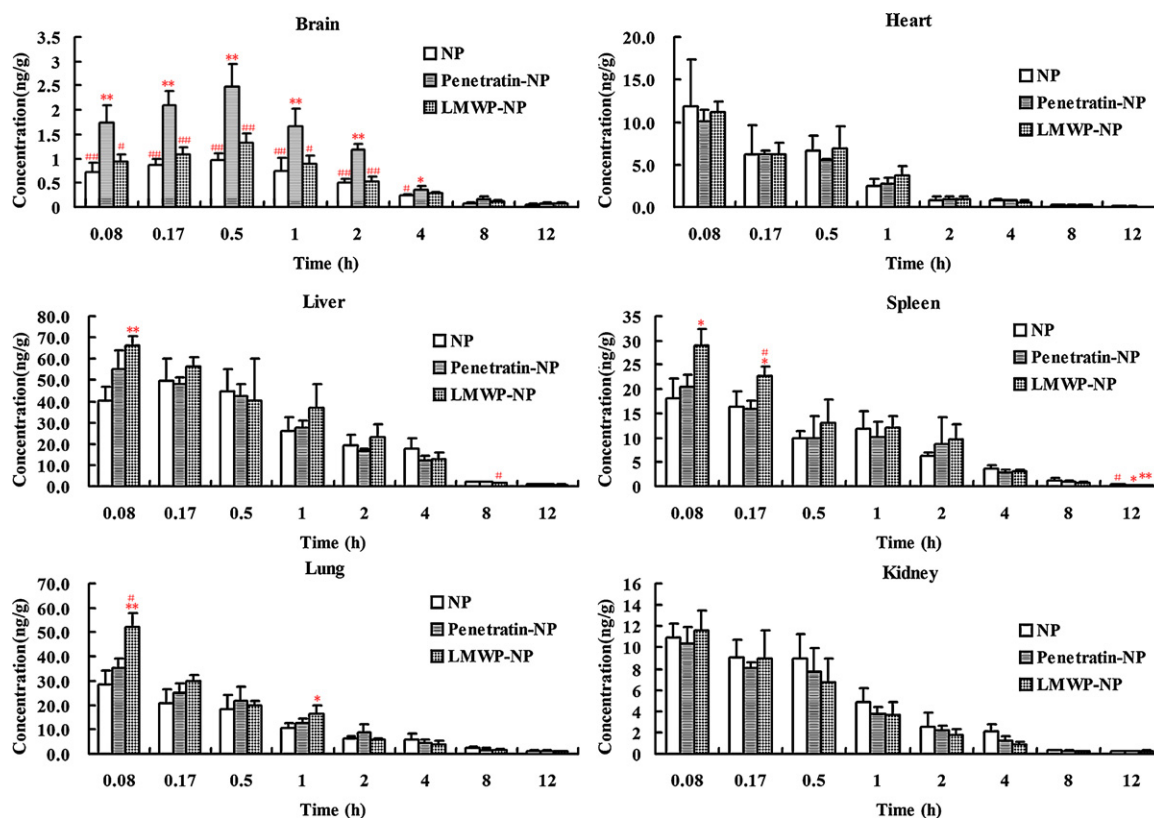 Brain
Concentration(ng/g)
3.5
3
2.5
2
1.5
1
0.5
0
** ** ** ** ** *
## ## ## ## ## #
# ## ## # ##
NP
Penetratin-NP
LMWP-NP
0.08 0.17 0.5 1 2 4 8 12
Time (h)
Heart
Concentration(ng/g)
20.0
15.0
10.0
5.0
0.0
NP
Penetratin-NP
LMWP-NP
0.08 0.17 0.5 1 2 4 8 12
Time (h)
Liver
Concentration(ng/g)
80.0
70.0
60.0
50.0
40.0
30.0
20.0
10.0
0.0
**
#
NP
Penetratin-NP
LMWP-NP
0.08 0.17 0.5 1 2 4 8 12
Time (h)
Spleen
Concentration(ng/g)
35
30
25
20
15
10
5
0
*
#
*
# * **
NP
Penetratin-NP
LMWP-NP
0.08 0.17 0.5 1 2 4 8 12
Time (h)
Lung
Concentration(ng/g)
70.0
60.0
50.0
40.0
30.0
20.0
10.0
0.0
#
**
*
NP
Penetratin-NP
LMWP-NP
0.08 0.17 0.5 1 2 4 8 12
Time (h)
Kidney
Concentration(ng/g)
16
14
12
10
8
6
4
2
0
NP
Penetratin-NP
LMWP-NP
0.08 0.17 0.5 1 2 4 8 12
Time (h)